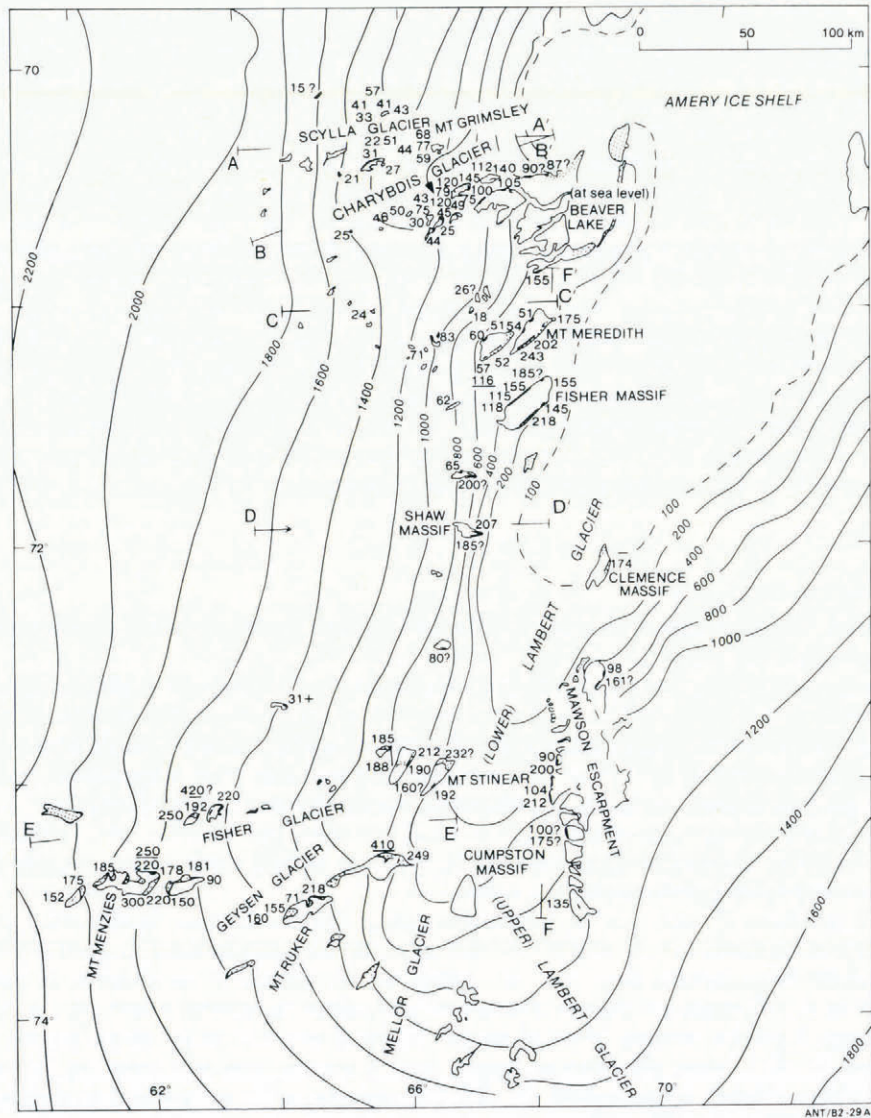 0 50 100 km
70
AMERY ICE SHELF
15?
57
41 41
33 43
SCYLLA GLACIER
MT GRIMSLEY
68
22 51 44 77
31 59
27
21
A
A'
B'
CHARYBDIS GLACIER
112 140 90? 87?
120 145
79 100 105
43 120 75
46 50 75 45 49
30 25
44
25
(at sea level)
BEAVER
LAKE
B
2200
2000
155
F'
C'
26?
18
C
24
1800
1600
1400
83
71°
60 51 54 51 175
MT MEREDITH
202
57 52 243
116
185?
155 155
115
118
FISHER MASSIF
145
218
62
1200
1000
800
600
400
200
100
65
200?
D
D'
SHAW
MASSIF
207
185?
72
174
CLEMENCE
MASSIF
GLACIER
LAMBERT
(LOWER)
100
200
400
600
800
1000
80?
98
161?
MAWSON ESCARPMENT
31+
1200
185
212 232?
188 190
160?
MT STINEAR
192
90
200
104
212
420?
192 220
250
FISHER GLACIER
E
E'
1400
100?
175?
410
249
CUMPSTON
MASSIF
250
185 220 178 181
175 90
152
300 220 150
MT MENZIES
GEYSEN GLACIER
218
71
155
160
MT RUKER
135
F
1600
(UPPER)
LAMBERT
GLACIER
MELLOR
GLACIER
74
1800
62° 66 70
ANT/B2-29A